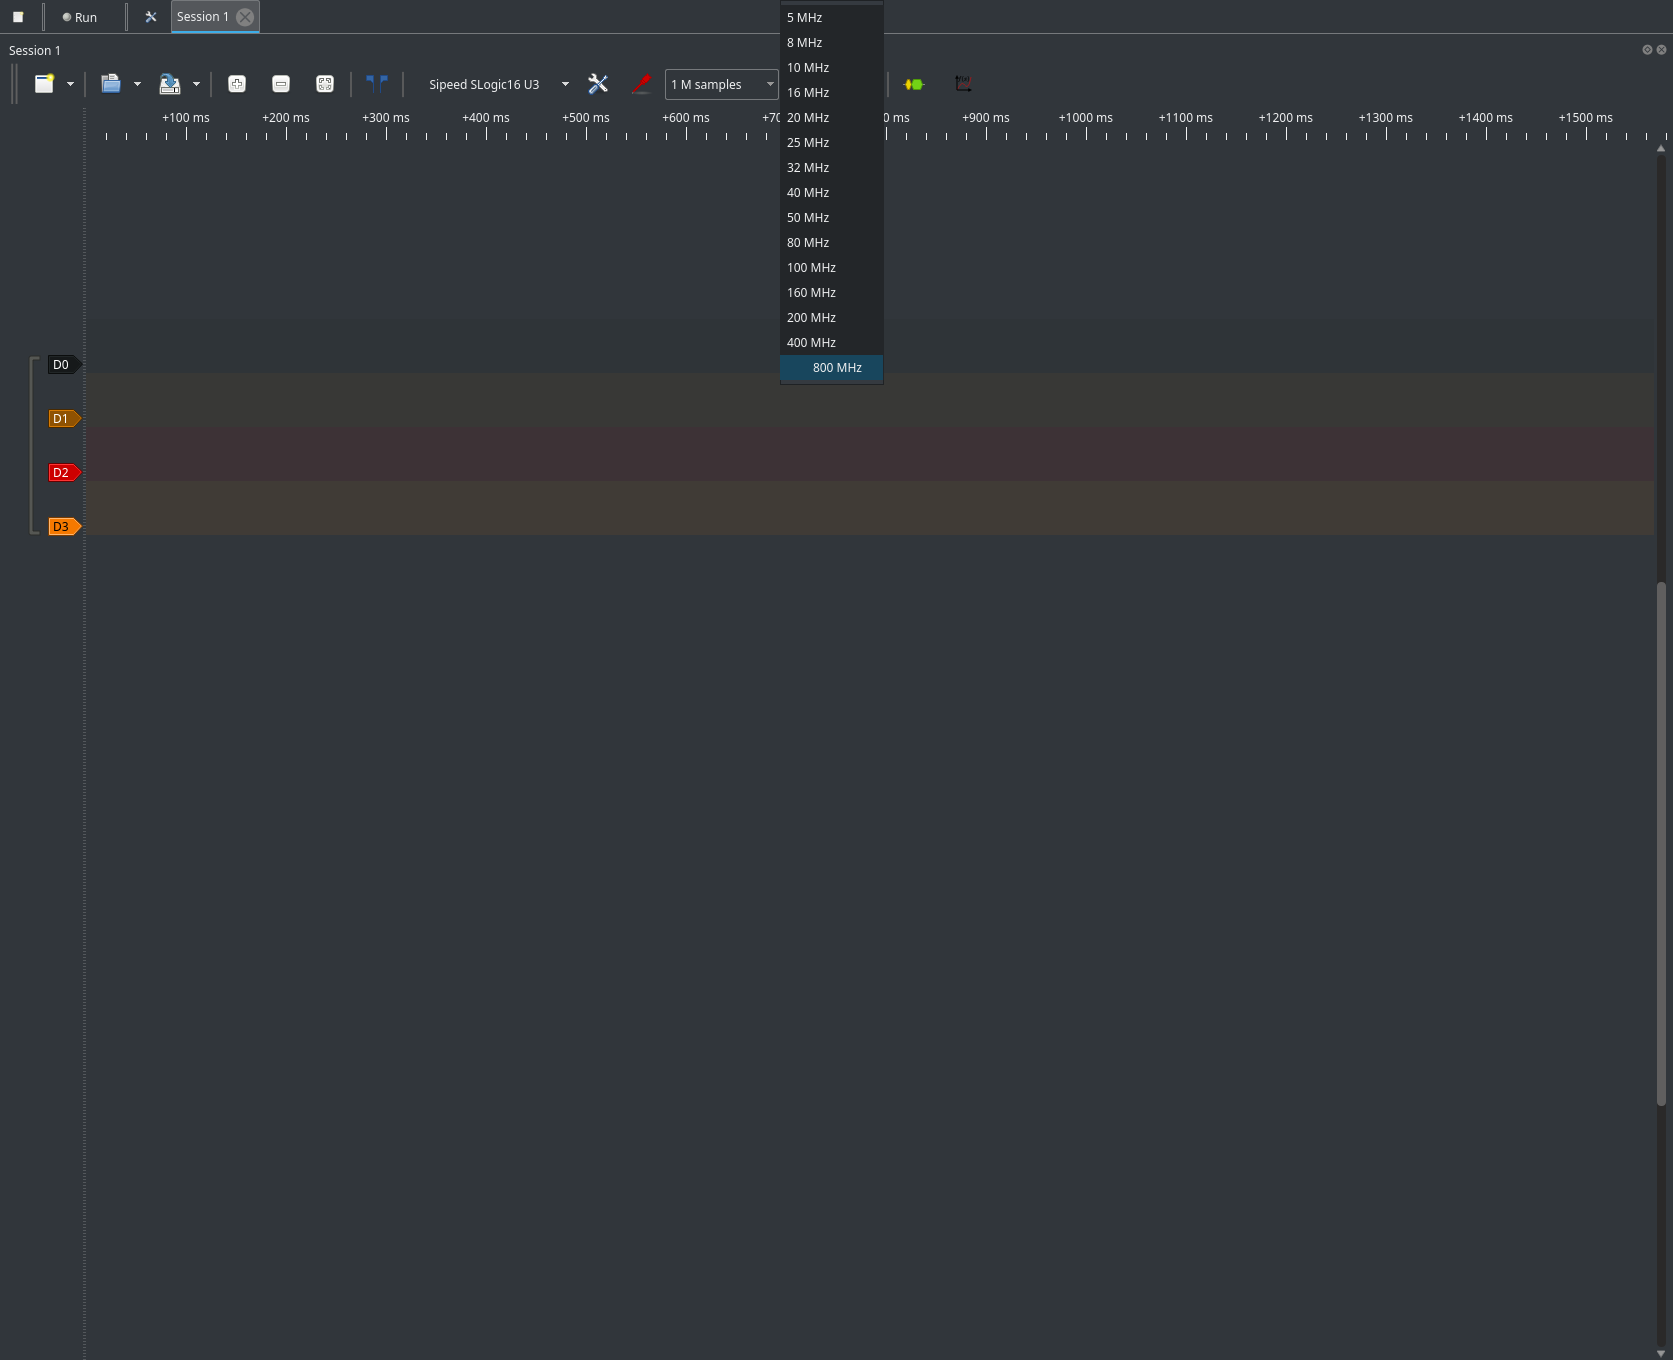 Run
Session 1
Session 1
Sipeed SLogic16 U3
1 M samples
+100 ms +200 ms +300 ms +400 ms +500 ms +600 ms +70 0 ms +900 ms +1000 ms +1100 ms +1200 ms +1300 ms +1400 ms +1500 ms
5 MHz
8 MHz
10 MHz
16 MHz
20 MHz
25 MHz
32 MHz
40 MHz
50 MHz
80 MHz
100 MHz
160 MHz
200 MHz
400 MHz
800 MHz
D0
D1
D2
D3